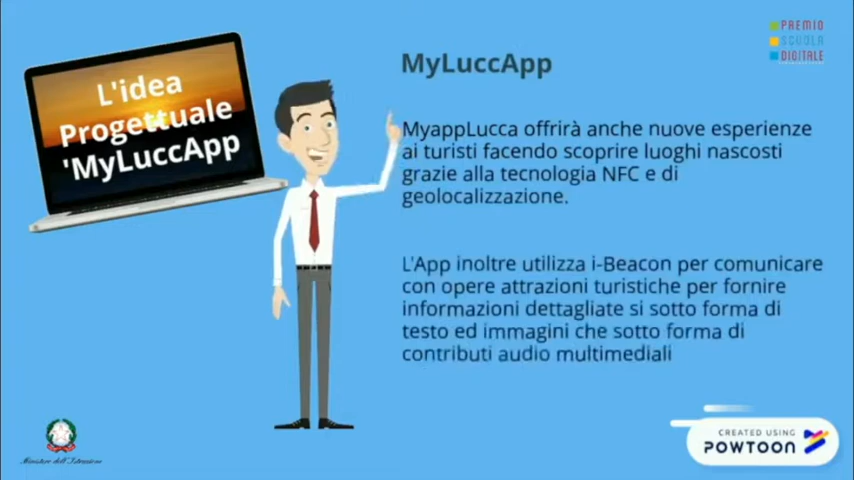 L'idea
Progettuale
'MyLuccApp
PREMIO
SCUOLA
DIGITALE
MyLuccApp
MyappLucca offrirà anche nuove esperienze
ai turisti facendo scoprire luoghi nascosti
grazie alla tecnologia NFC e di
geolocalizzazione.
L'App inoltre utilizza i-Beacon per comunicare
con opere attrazioni turistiche per fornire
informazioni dettagliate si sotto forma di
testo ed immagini che sotto forma di
contributi audio multimediali
Ministero dell'Istruzione
CREATED USING
POWTOON